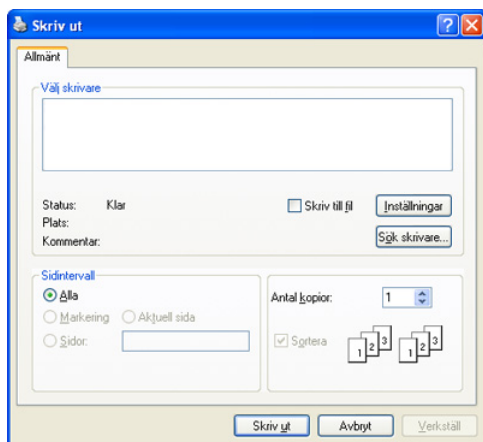 Skriv ut
Allmänt
Välj skrivare
Status: Klar
Plats:
Kommentar:
Skriv till fil
Inställningar
Sök skrivare...
Sidintervall
Alla
Markering Aktuell sida
Sidor:
Antal kopior: 1
Sortera
1 2 3 1 2 3
Skriv ut Avbryt Verkställ